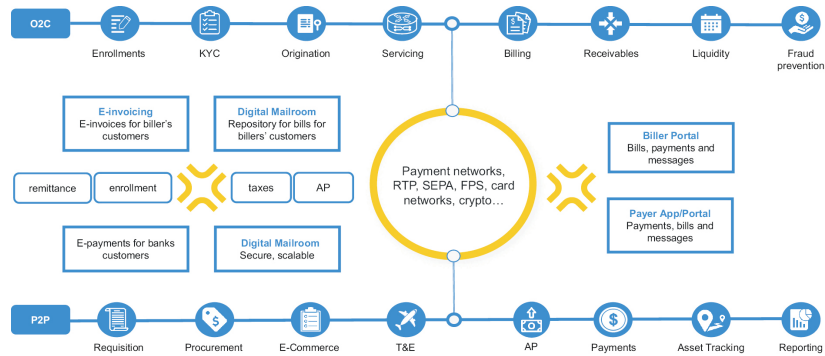 O2C
Enrollments
KYC
Origination
Servicing
Billing
Receivables
Liquidity
Fraud
prevention
E-invoicing
E-invoices for biller's
customers
Digital Mailroom
Repository for bills for
billers' customers
remittance
enrollment
taxes
AP
E-payments for banks
customers
Digital Mailroom
Secure, scalable
Payment networks,
RTP, SEPA, FPS, card
networks, crypto...
Biller Portal
Bills, payments and
messages
Payer App/Portal
Payments, bills and
messages
P2P
Requisition
Procurement
E-Commerce
T&E
AP
Payments
Asset Tracking
Reporting